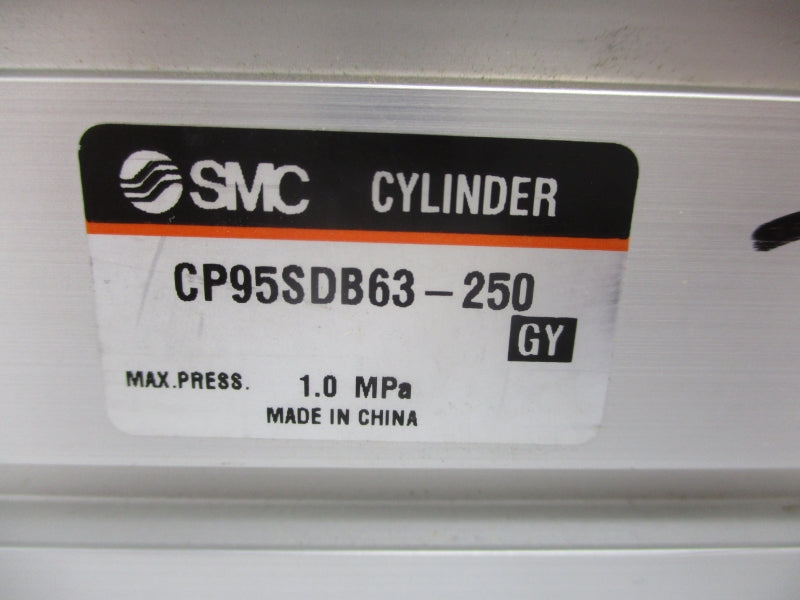 SMC CYLINDER
CP95SDB63-250
GY
MAX.PRESS. 1.0 MPa
MADE IN CHINA